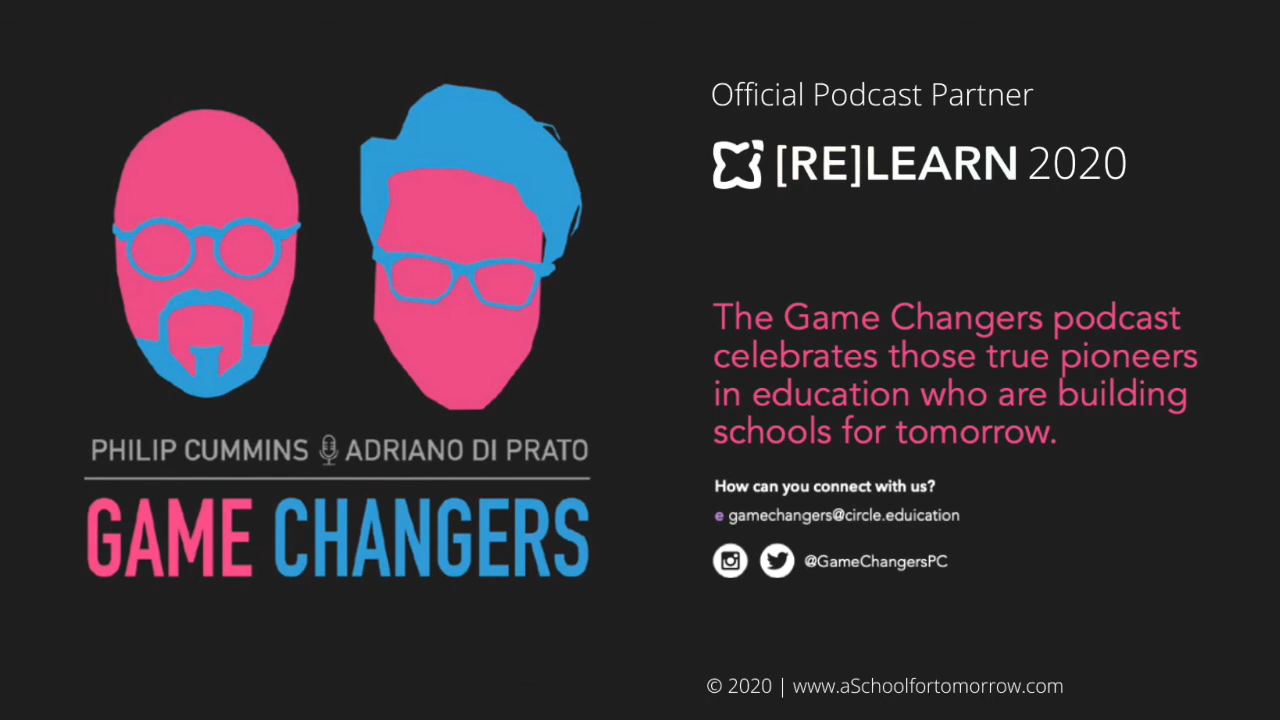 PHILIP CUMMINS ADRIANO DI PRATO
GAME CHANGERS
Official Podcast Partner
[RE]LEARN 2020
The Game Changers podcast
celebrates those true pioneers
in education who are building
schools for tomorrow.
How can you connect with us?
e gamechangers@circle.eduication
@GameChangersPC
© 2020 | www.aSchoolfortomorrow.com